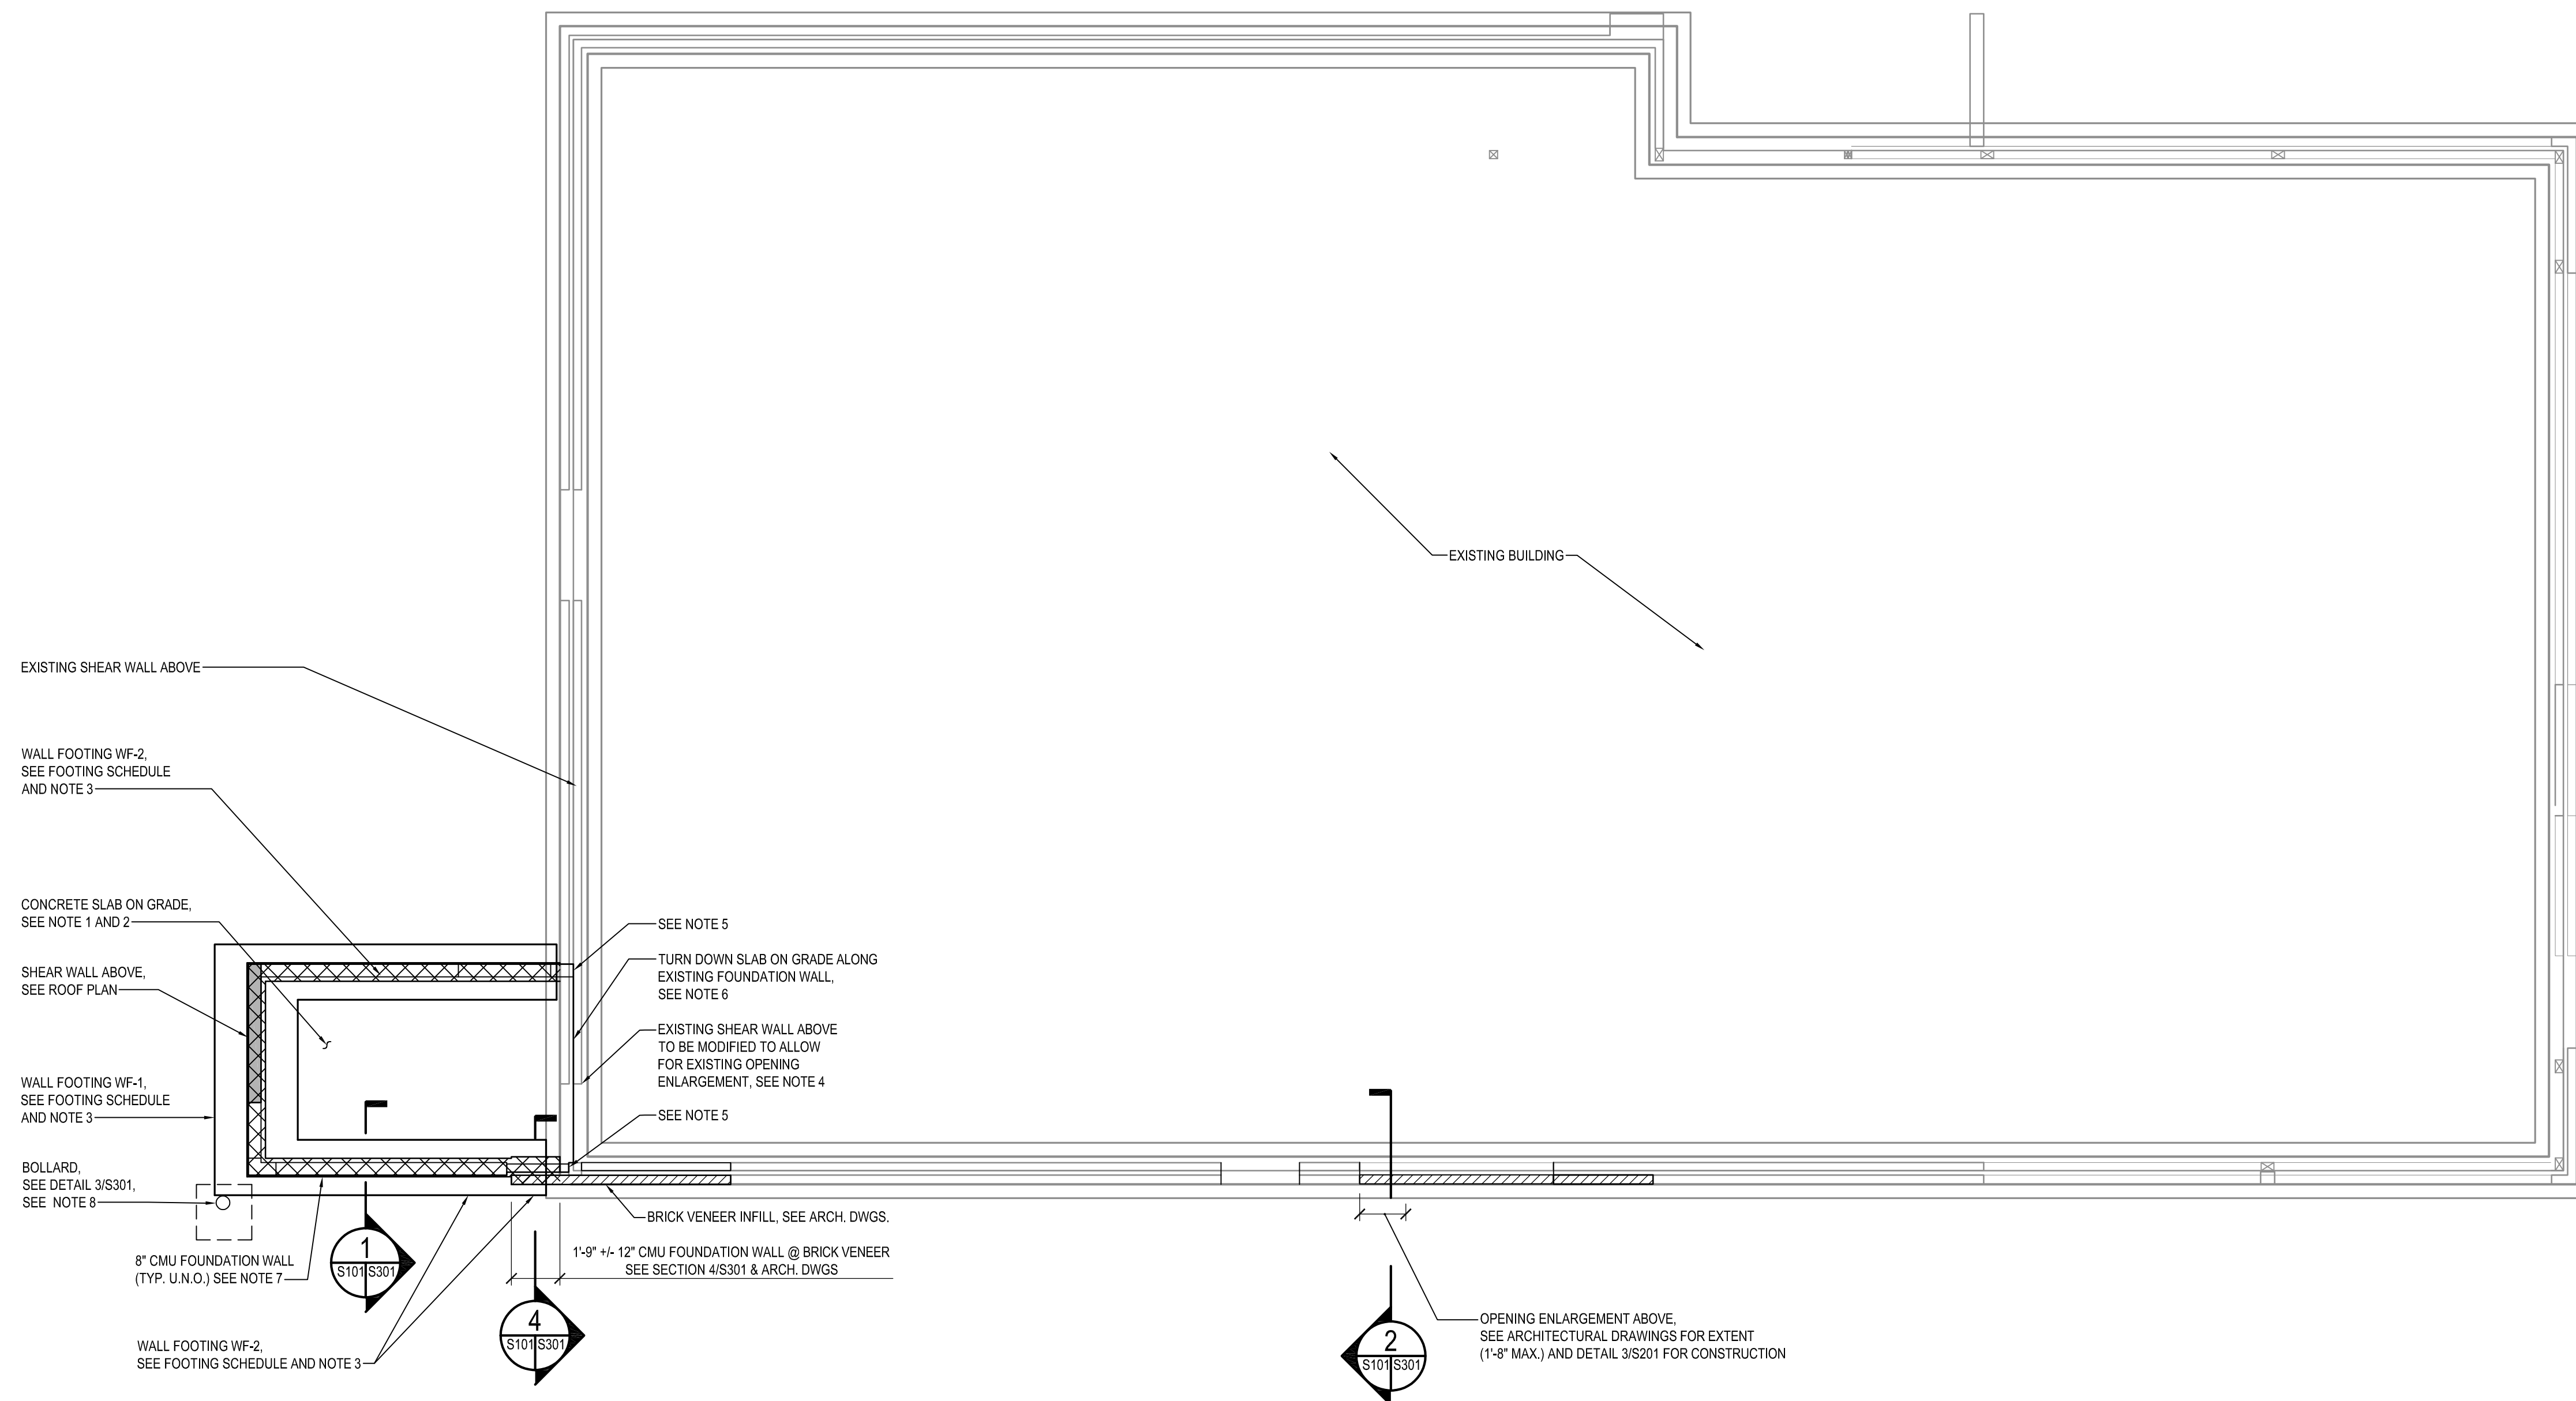 EXISTING BUILDING
EXISTING SHEAR WALL ABOVE
WALL FOOTING WF-2,
SEE FOOTING SCHEDULE
AND NOTE 3
CONCRETE SLAB ON GRADE,
SEE NOTE 1 AND 2
SHEAR WALL ABOVE,
SEE ROOF PLAN
WALL FOOTING WF-1,
SEE FOOTING SCHEDULE
AND NOTE 3
BOLLARD,
SEE DETAIL 3/S301,
SEE NOTE 8
8" CMU FOUNDATION WALL
(TYP. U.N.O.) SEE NOTE 7
WALL FOOTING WF-2,
SEE FOOTING SCHEDULE AND NOTE 3
SEE NOTE 5
TURN DOWN SLAB ON GRADE ALONG
EXISTING FOUNDATION WALL,
SEE NOTE 6
EXISTING SHEAR WALL ABOVE
TO BE MODIFIED TO ALLOW
FOR EXISTING OPENING
ENLARGEMENT, SEE NOTE 4
SEE NOTE 5
BRICK VENEER INFILL, SEE ARCH. DWGS.
1'-9" +/- 12" CMU FOUNDATION WALL @ BRICK VENEER
SEE SECTION 4/S301 & ARCH. DWGS
1
S101 S301
4
S101 S301
2
S101 S301
OPENING ENLARGEMENT ABOVE,
SEE ARCHITECTURAL DRAWINGS FOR EXTENT
(1'-8" MAX.) AND DETAIL 3/S201 FOR CONSTRUCTION